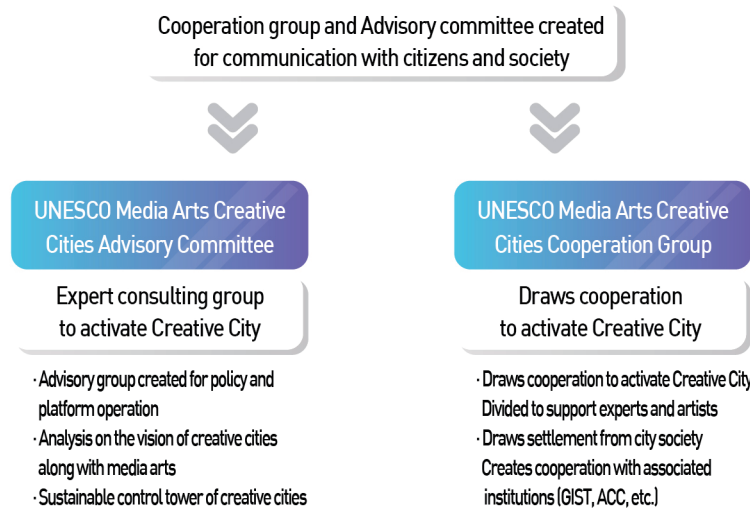 Cooperation group and Advisory committee created
for communication with citizens and society
UNESCO Media Arts Creative
Cities Advisory Committee
Expert consulting group
to activate Creative City
· Advisory group created for policy and
platform operation
· Analysis on the vision of creative cities
along with media arts
· Sustainable control tower of creative cities
UNESCO Media Arts Creative
Cities Cooperation Group
Draws cooperation
to activate Creative City
· Draws cooperation to activate Creative City
Divided to support experts and artists
· Draws settlement from city society
Creates cooperation with associated
institutions (GIST, ACC, etc.)